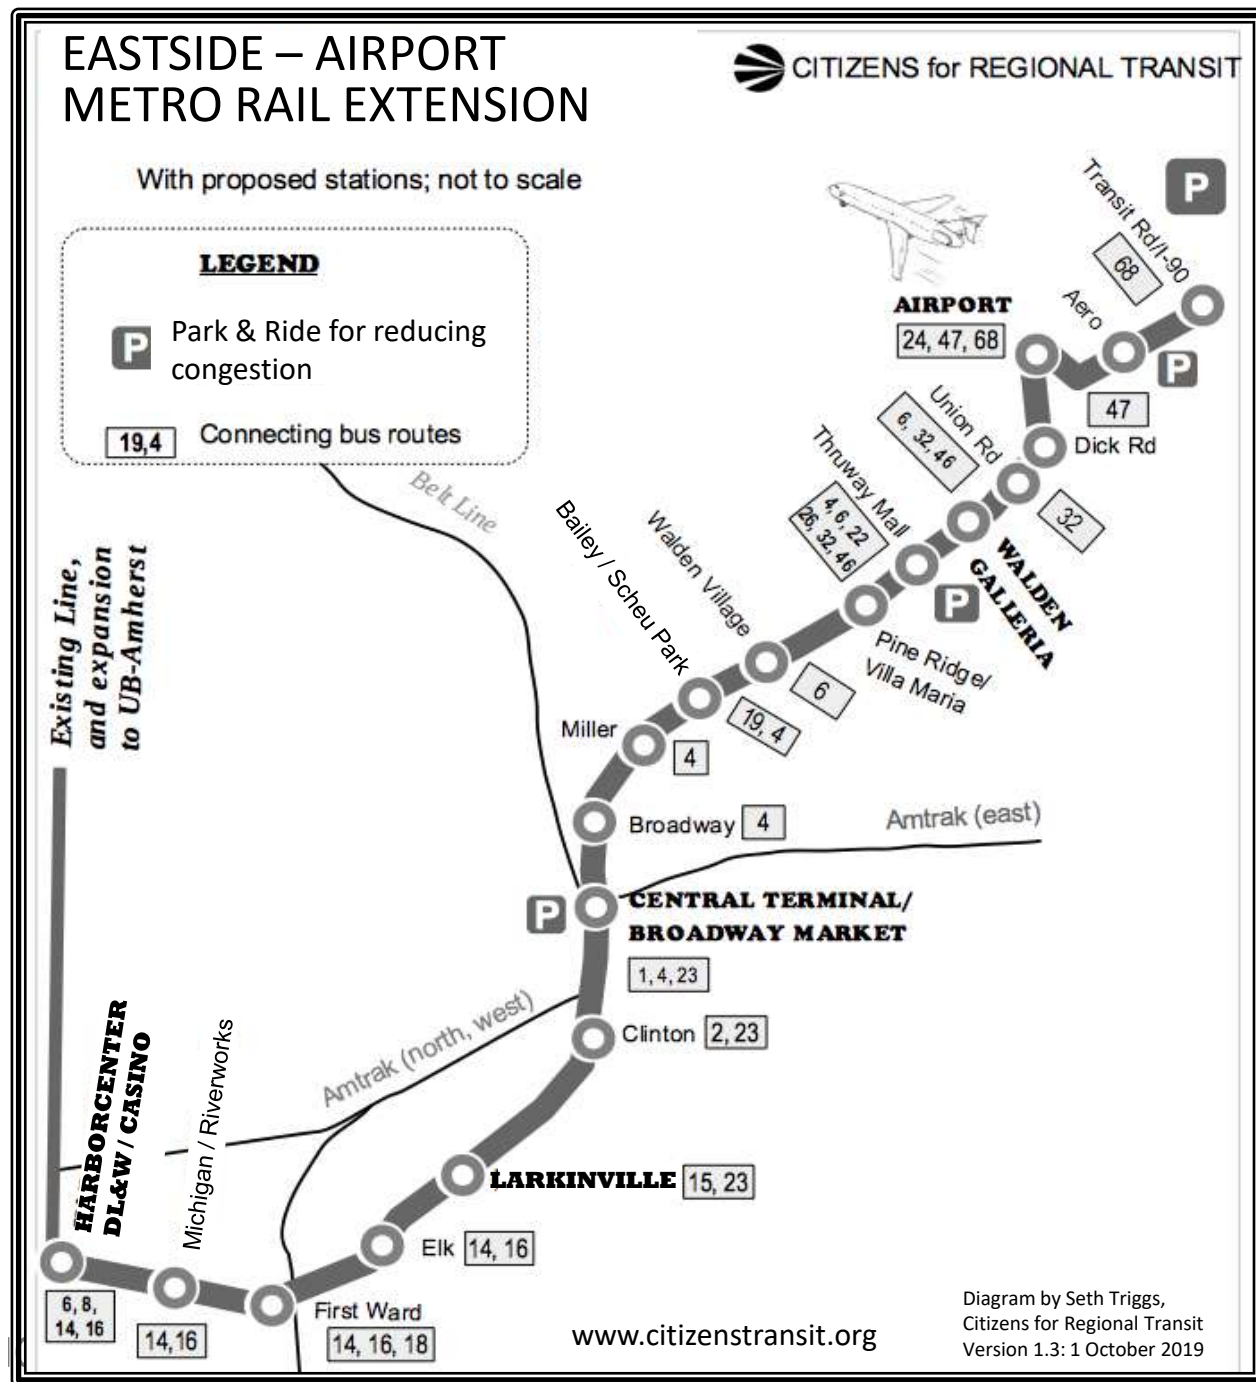 EASTSIDE – AIRPORT
METRO RAIL EXTENSION
CITIZENS for REGIONAL TRANSIT
With proposed stations; not to scale
LEGEND
P
Park & Ride for reducing
congestion
19,4
Connecting bus routes
P
Transit Rd/I-90
68
Aero
P
47
AIRPORT
24, 47, 68
Dick Rd
Union Rd
6, 32, 46
32
Thruway Mall
4, 6, 22
26, 32, 46
WALDEN
GALLERIA
P
Pine Ridge/
Villa Maria
Walden Village
6
Bailey / Scheu Park
19, 4
Belt Line
Existing Line,
and expansion
to UB-Amherst
Miller
4
Broadway
4
Amtrak (east)
P
CENTRAL TERMINAL/
BROADWAY MARKET
1, 4, 23
Clinton
2, 23
Amtrak (north, west)
HARBORCENTER
DL&W / CASINO
Michigan / Riverworks
LARKINVILLE
15, 23
Elk
14, 16
6, 8,
14, 16
14,16
First Ward
14, 16, 18
www.citizenstransit.org
Diagram by Seth Triggs,
Citizens for Regional Transit
Version 1.3: 1 October 2019